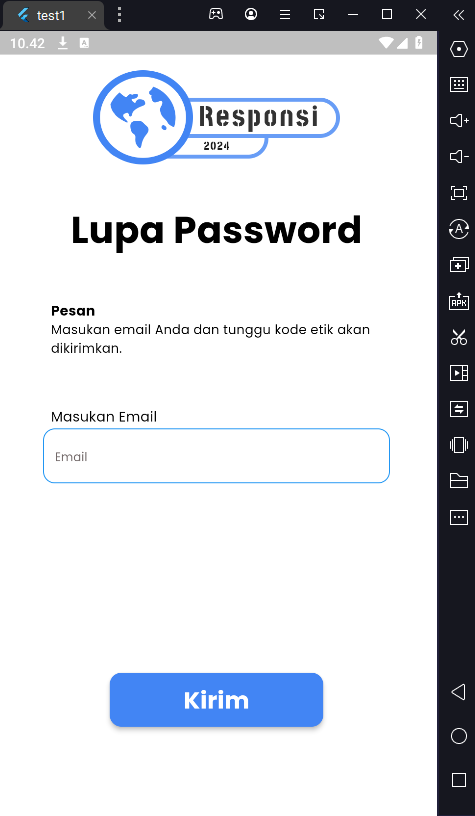 test1
10.42
A
Responsi
2024
Lupa Password
Pesan
Masukan email Anda dan tunggu kode etik akan
dikirimkan.
Masukan Email
Email
Kirim
A
APK